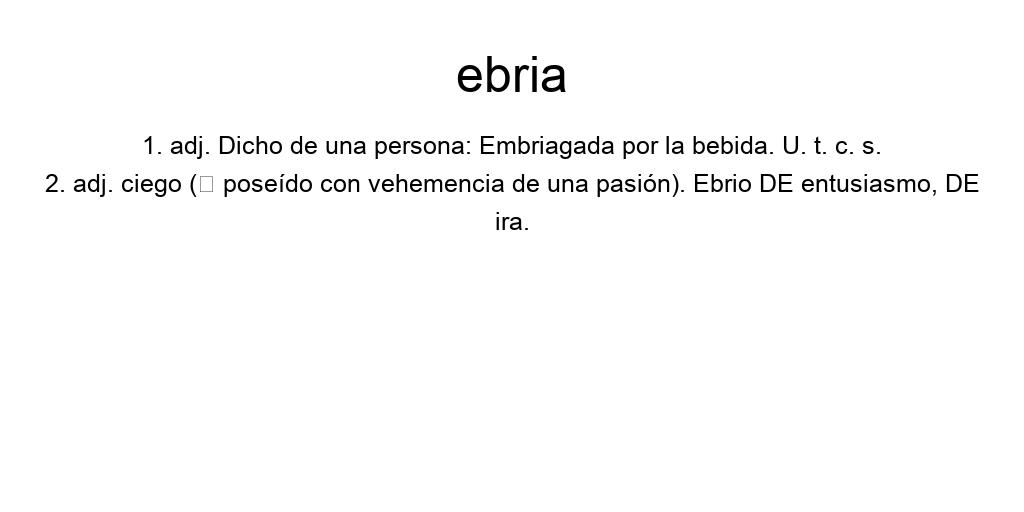 ebria
1. adj. Dicho de una persona: Embriagada por la bebida. U. t. c. s.
2. adj. ciego (□ poseído con vehemencia de una pasión). Ebrio DE entusiasmo, DE
ira.